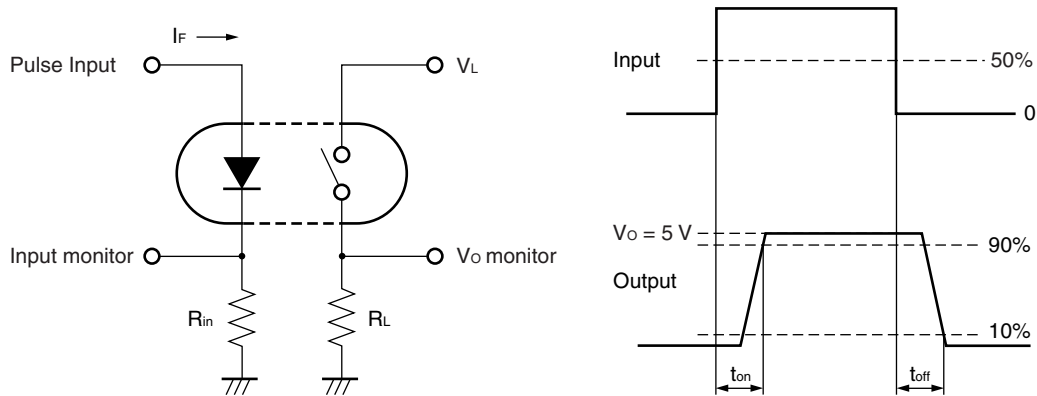 IF
Pulse Input
VL
Input monitor
VO monitor
Rin
RL
Input
50%
0
VO = 5 V
90%
Output
10%
ton
toff